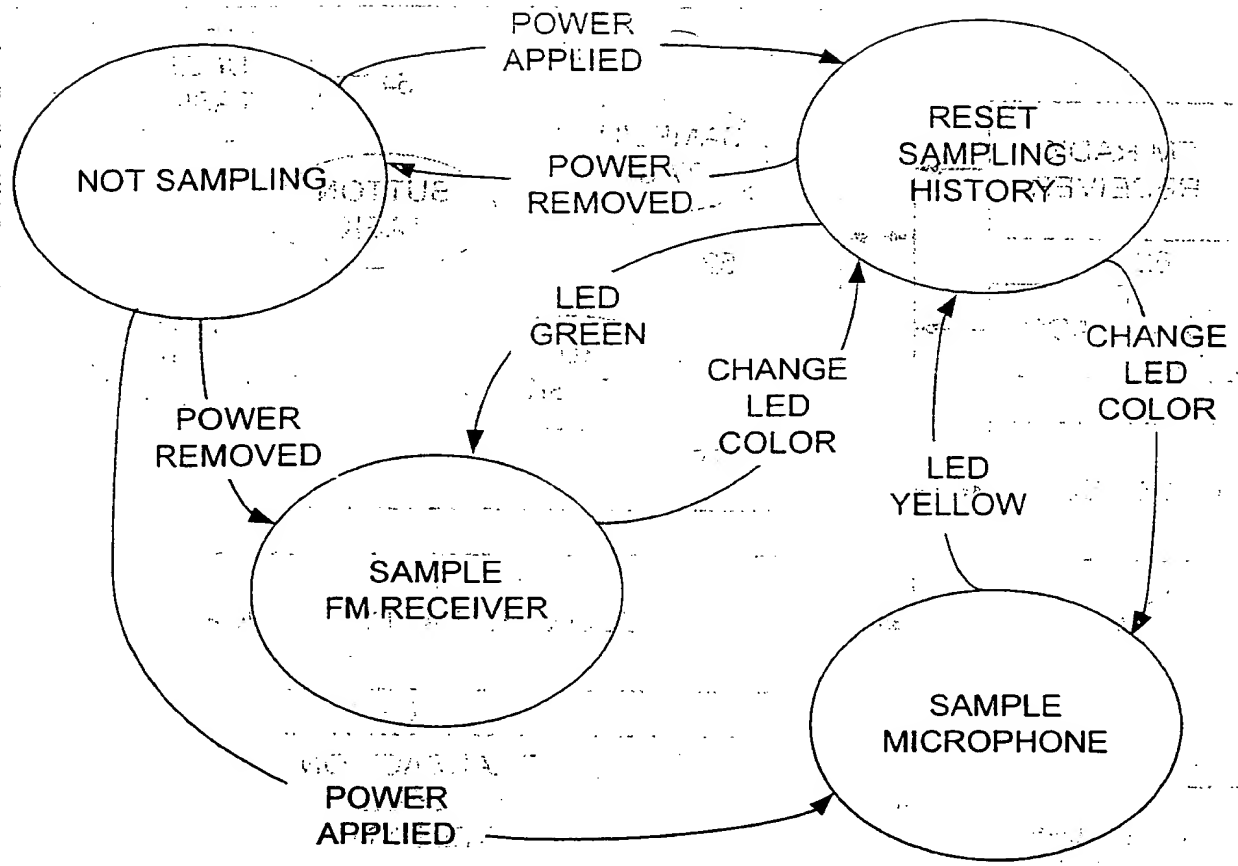 POWER
APPLIED
NOT SAMPLING
RESET
SAMPLING
HISTORY
POWER
REMOVED
LED
GREEN
CHANGE
LED
COLOR
CHANGE
LED
COLOR
POWER
REMOVED
LED
YELLOW
SAMPLE
FM RECEIVER
SAMPLE
MICROPHONE
POWER
APPLIED